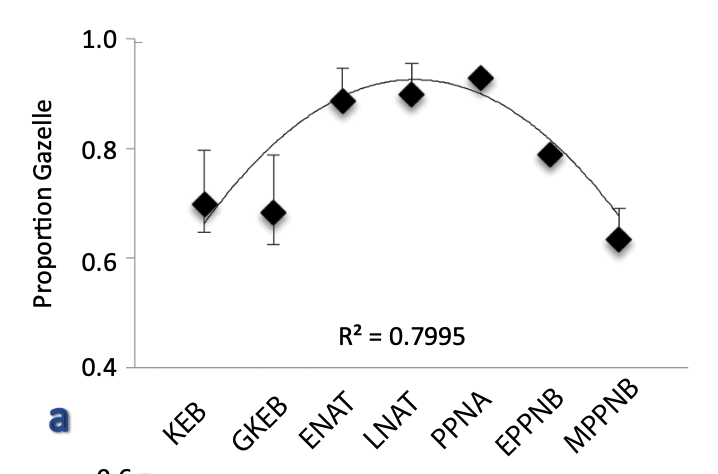 1.0
0.8
0.6
0.4
Proportion Gazelle
R² = 0.7995
KEB
GKEB
ENAT
LNAT
PPNA
EPPNB
MPPNB
a